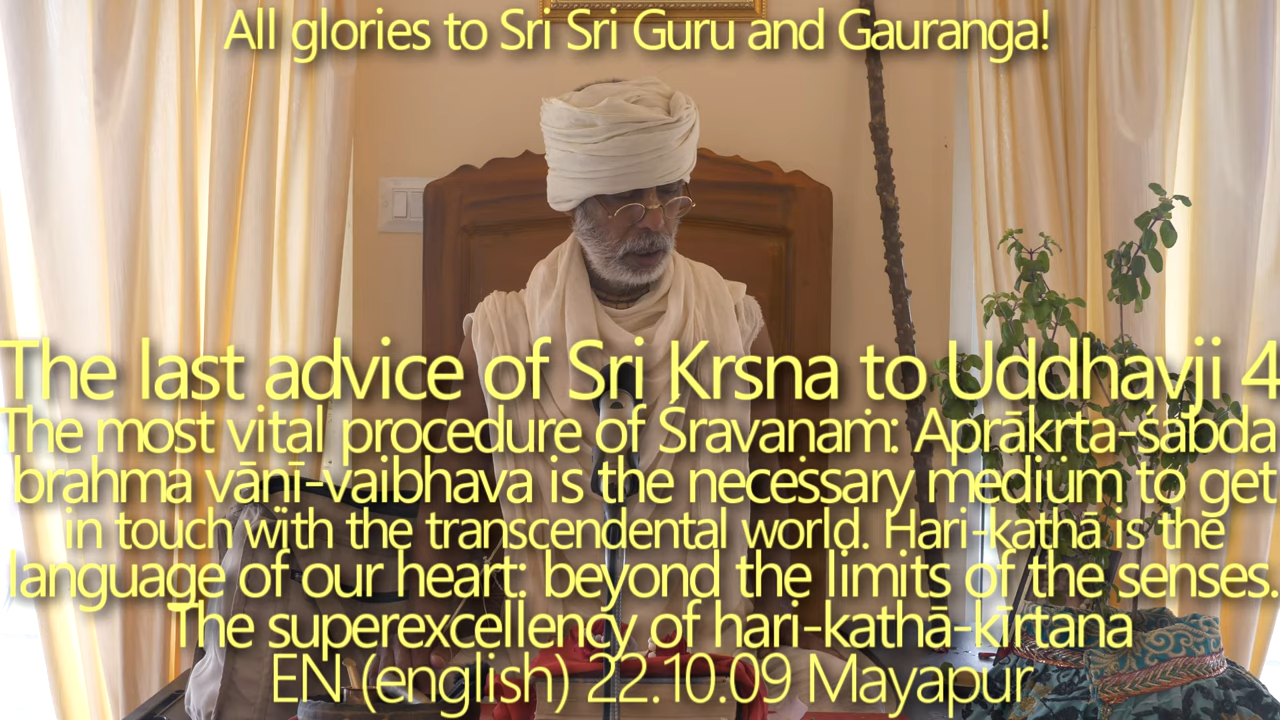 All glories to Sri Sri Guru and Gauranga!
The last advice of Sri Krsna to Uddhavji 4
The most vital procedure of Śravanaṁ: Aprākrta-śabda
brahma vānī-vaibhava is the necessary medium to get
in touch with the transcendental world. Hari-kathā is the
language of our heart: beyond the limits of the senses.
The superexcellency of hari-kathā-kīrtana
EN (english) 22.10.09 Mayapur